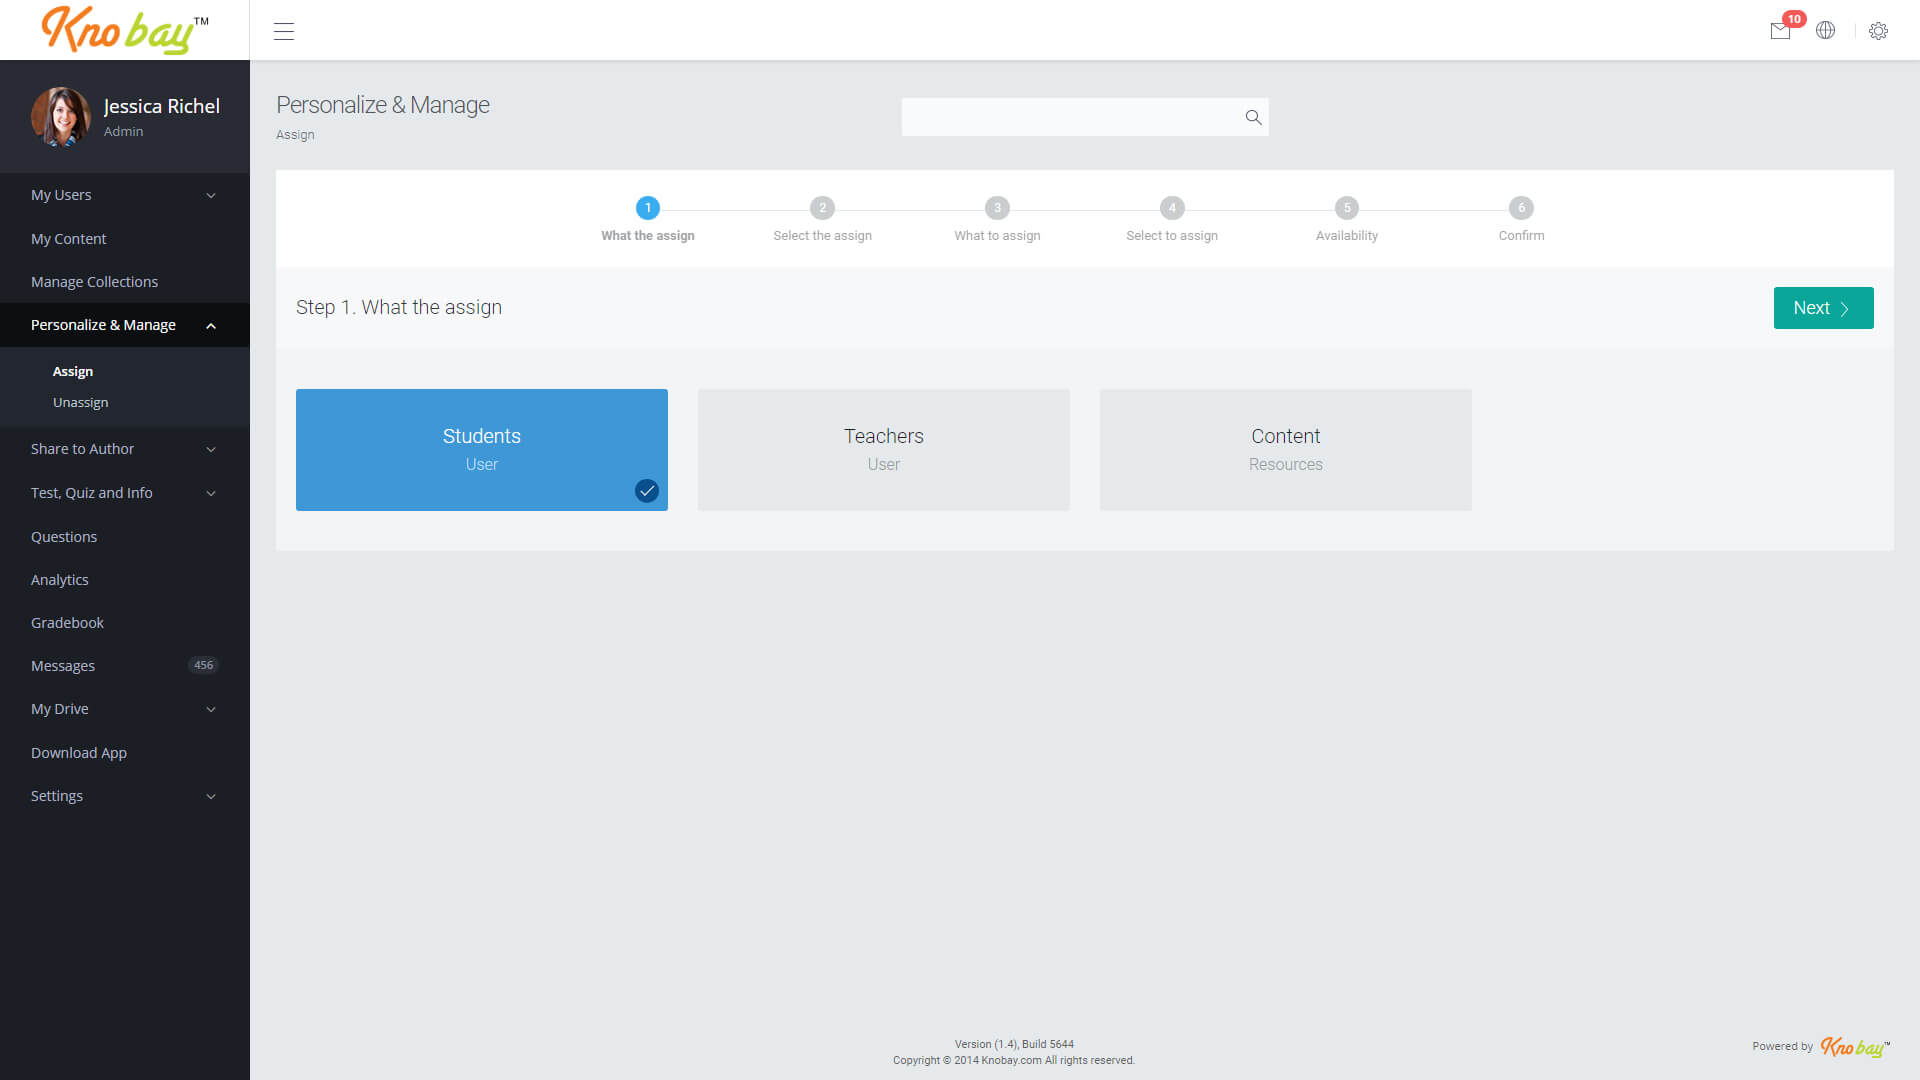 Kno bay™
10
Jessica Richel
Admin
My Users
My Content
Manage Collections
Personalize & Manage
Assign
Unassign
Share to Author
Test, Quiz and Info
Questions
Analytics
Gradebook
Messages 456
My Drive
Download App
Settings
Personalize & Manage
Assign
1 2 3 4 5 6
What the assign Select the assign What to assign Select to assign Availability Confirm
Step 1. What the assign
Next
Students
User
Teachers
User
Content
Resources
Version (1.4), Build 5644
Copyright © 2014 Knobay.com All rights reserved.
Powered by Kno bay™